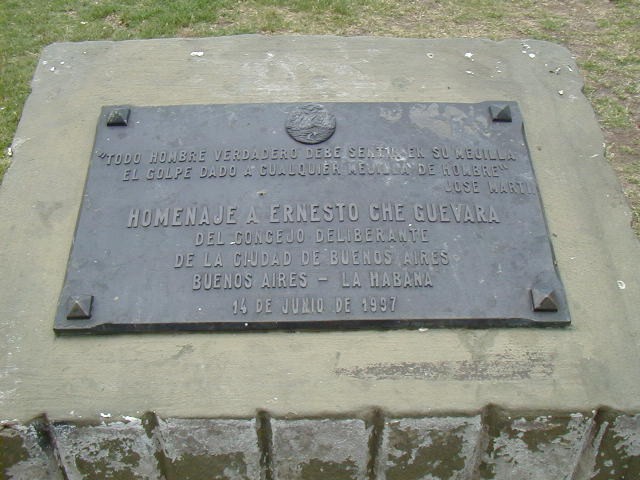 "TODO HOMBRE VERDADERO DEBE SENTIR EN SU MEJILLA
EL GOLPE DADO A CUALQUIER MEJILLA DE HOMBRE"
JOSE MARTI
HOMENAJE A ERNESTO CHE GUEVARA
DEL CONCEJO DELIBERANTE
DE LA CIUDAD DE BUENOS AIRES
BUENOS AIRES - LA HABANA
14 DE JUNIO DE 1997